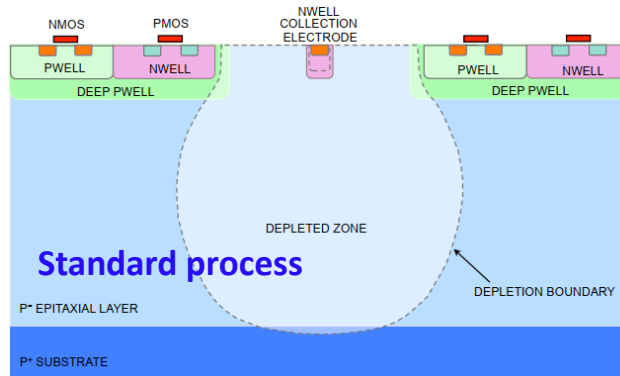 NMOS
PMOS
NWELL
COLLECTION
ELECTRODE
PWELL
NWELL
PWELL
NWELL
DEEP PWELL
DEEP PWELL
DEPLETED ZONE
Standard process
DEPLETION BOUNDARY
P⁻ EPITAXIAL LAYER
P⁺ SUBSTRATE